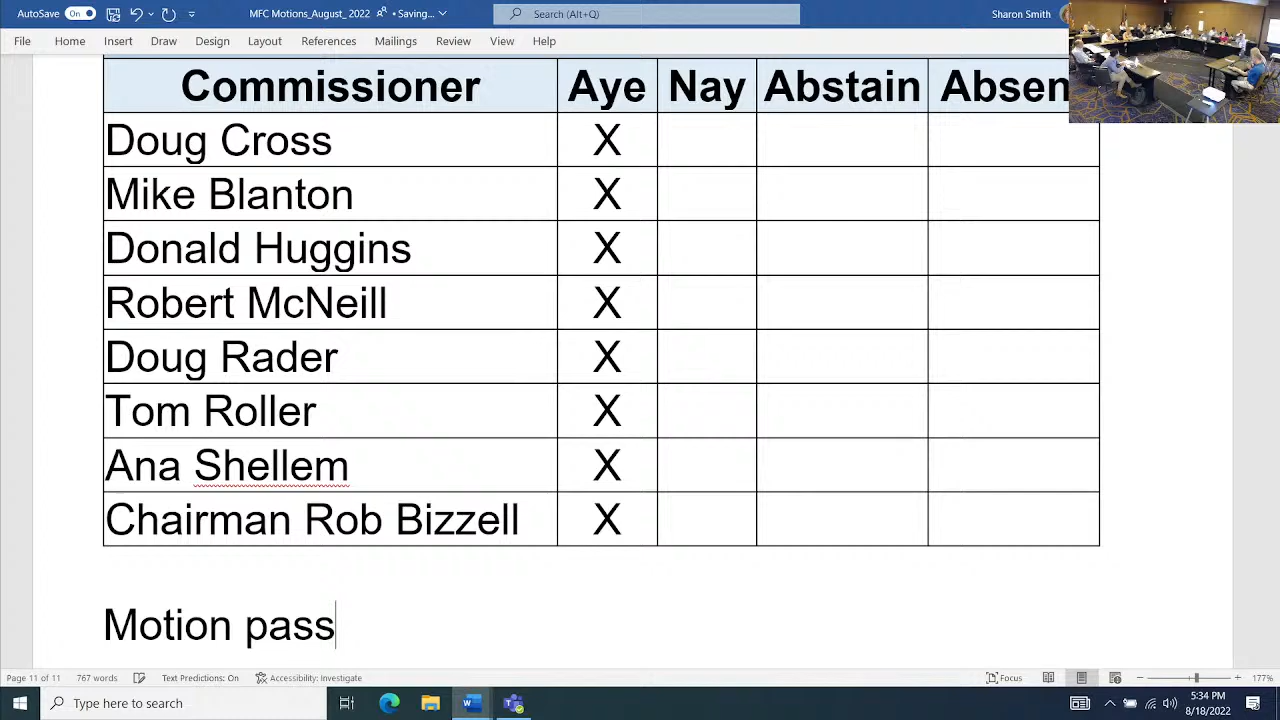 AutoSave On MFC Motions_August_ 2022 Saving... Search (Alt+Q) Sharon Smith
File Home Insert Draw Design Layout References Mailings Review View Help
Commissioner Aye Nay Abstain Absen
Doug Cross X
Mike Blanton X
Donald Huggins X
Robert McNeill X
Doug Rader X
Tom Roller X
Ana Shellem X
Chairman Rob Bizzell X
Motion pass
Page 11 of 11 767 words Text Predictions: On Accessibility: Investigate Focus 177%
Type here to search 5:34 PM
8/18/2022